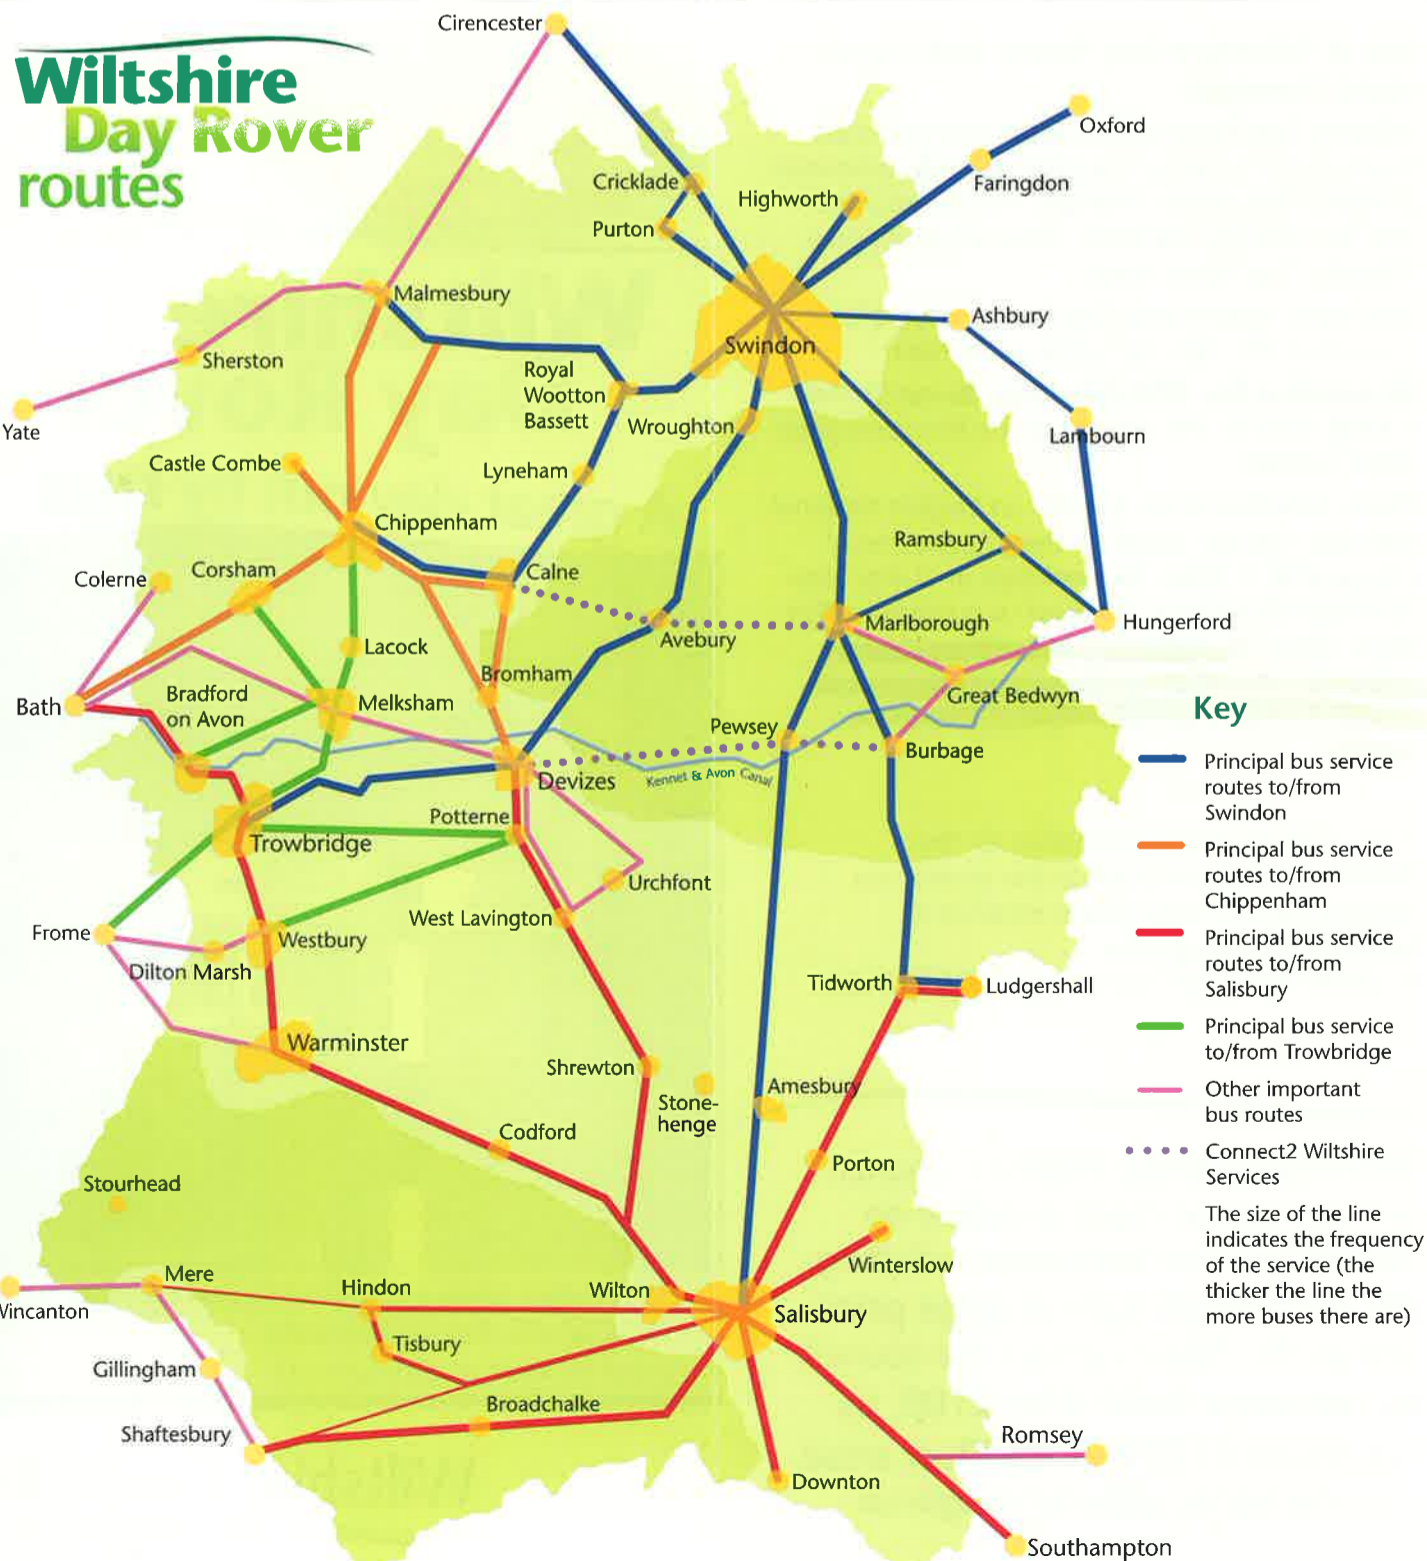 Wiltshire
Day Rover
routes
Cirencester
Oxford
Faringdon
Cricklade
Highworth
Purton
Malmesbury
Ashbury
Swindon
Sherston
Royal
Wootton
Bassett
Yate
Wroughton
Lambourn
Castle Combe
Lyneham
Chippenham
Ramsbury
Corsham
Colerne
Calne
Marlborough
Hungerford
Avebury
Lacock
Bromham
Bath
Bradford
on Avon
Melksham
Great Bedwyn
Pewsey
Burbage
Devizes
Kennet & Avon Canal
Potterne
Trowbridge
Urchfont
West Lavington
Frome
Westbury
Dilton Marsh
Tidworth
Ludgershall
Warminster
Shrewton
Amesbury
Stone-
henge
Codford
Porton
Stourhead
Winterslow
Mere
Hindon
Wilton
Wincanton
Salisbury
Tisbury
Gillingham
Broadchalke
Shaftesbury
Romsey
Downton
Southampton
Key
Principal bus service
routes to/from
Swindon
Principal bus service
routes to/from
Chippenham
Principal bus service
routes to/from
Salisbury
Principal bus service
to/from Trowbridge
Other important
bus routes
Connect2 Wiltshire
Services
The size of the line
indicates the frequency
of the service (the
thicker the line the
more buses there are)